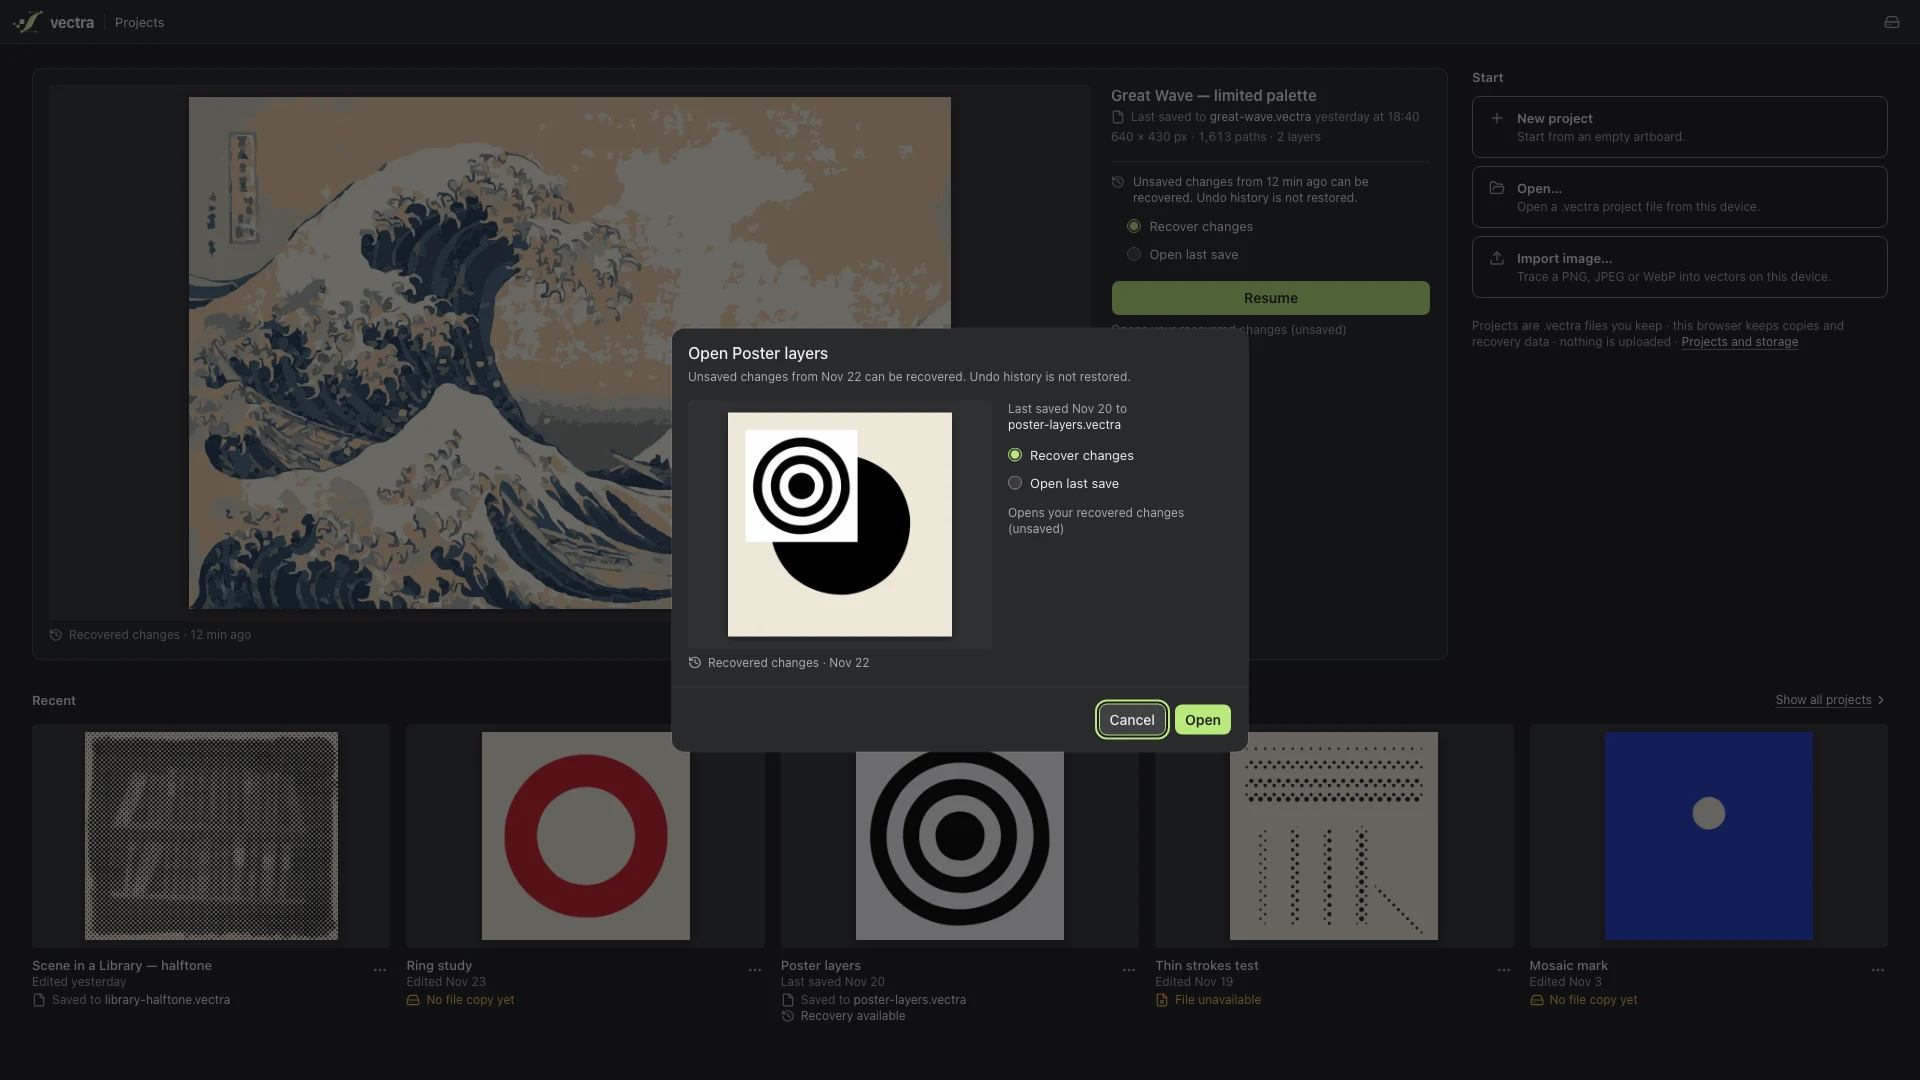 vectra
Projects
Great Wave — limited palette
Last saved to great-wave.vectra yesterday at 18:40
640 × 430 px · 1,613 paths · 2 layers
Unsaved changes from 12 min ago can be
recovered. Undo history is not restored.
Recover changes
Open last save
Resume
Opens your recovered changes (unsaved)
Recovered changes · 12 min ago
Start
New project
Start from an empty artboard.
Open...
Open a .vectra project file from this device.
Import image...
Trace a PNG, JPEG or WebP into vectors on this device.
Projects are .vectra files you keep · this browser keeps copies and
recovery data · nothing is uploaded · Projects and storage
Open Poster layers
Unsaved changes from Nov 22 can be recovered. Undo history is not restored.
Last saved Nov 20 to
poster-layers.vectra
Recover changes
Open last save
Opens your recovered changes
(unsaved)
Recovered changes · Nov 22
Cancel
Open
Recent
Show all projects
Scene in a Library — halftone
Edited yesterday
Saved to library-halftone.vectra
Ring study
Edited Nov 23
No file copy yet
Poster layers
Last saved Nov 20
Saved to poster-layers.vectra
Recovery available
Thin strokes test
Edited Nov 19
File unavailable
Mosaic mark
Edited Nov 3
No file copy yet